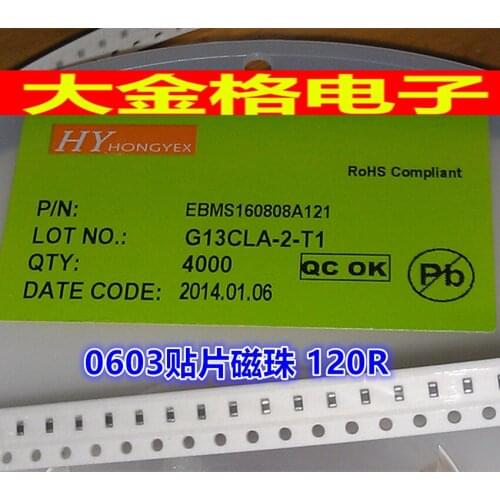 大金格电子
HY HONGYEX
RoHS Compliant
P/N: EBMS160808A121
LOT NO.: G13CLA-2-T1
QTY: 4000 QC OK
Pb
DATE CODE: 2014.01.06
0603贴片磁珠 120R